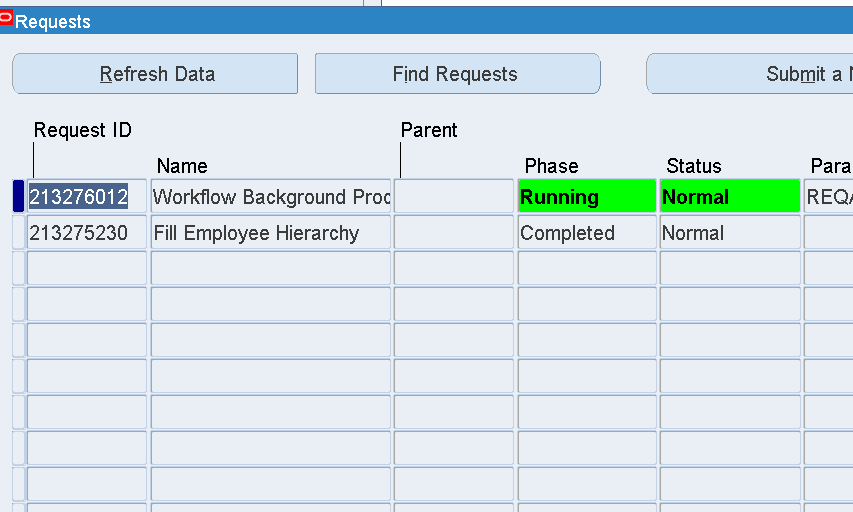 Requests
Refresh Data Find Requests Submit a
Request ID Parent
Name Phase Status Para
213276012 Workflow Background Proc Running Normal REQA
213275230 Fill Employee Hierarchy Completed Normal